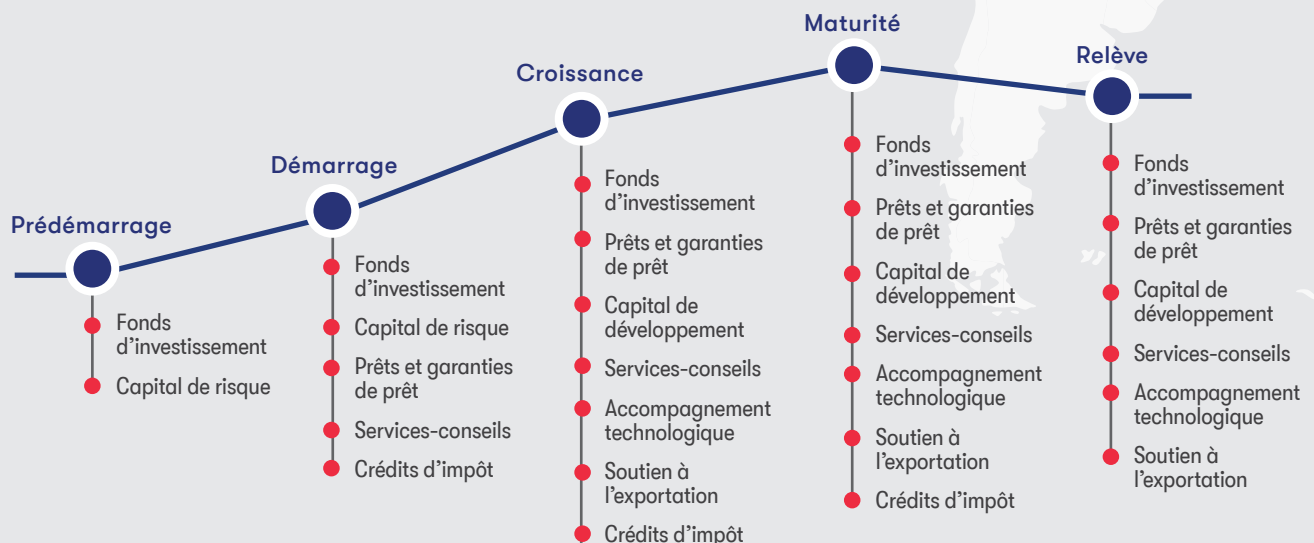 Prédémarrage
Fonds
d'investissement
Capital de risque
Démarrage
Fonds
d'investissement
Capital de risque
Prêts et garanties
de prêt
Services-conseils
Crédits d'impôt
Croissance
Fonds
d'investissement
Prêts et garanties
de prêt
Capital de
développement
Services-conseils
Accompagnement
technologique
Soutien à
l'exportation
Crédits d'impôt
Maturité
Fonds
d'investissement
Prêts et garanties
de prêt
Capital de
développement
Services-conseils
Accompagnement
technologique
Soutien à
l'exportation
Crédits d'impôt
Relève
Fonds
d'investissement
Prêts et garanties
de prêt
Capital de
développement
Services-conseils
Accompagnement
technologique
Soutien à
l'exportation